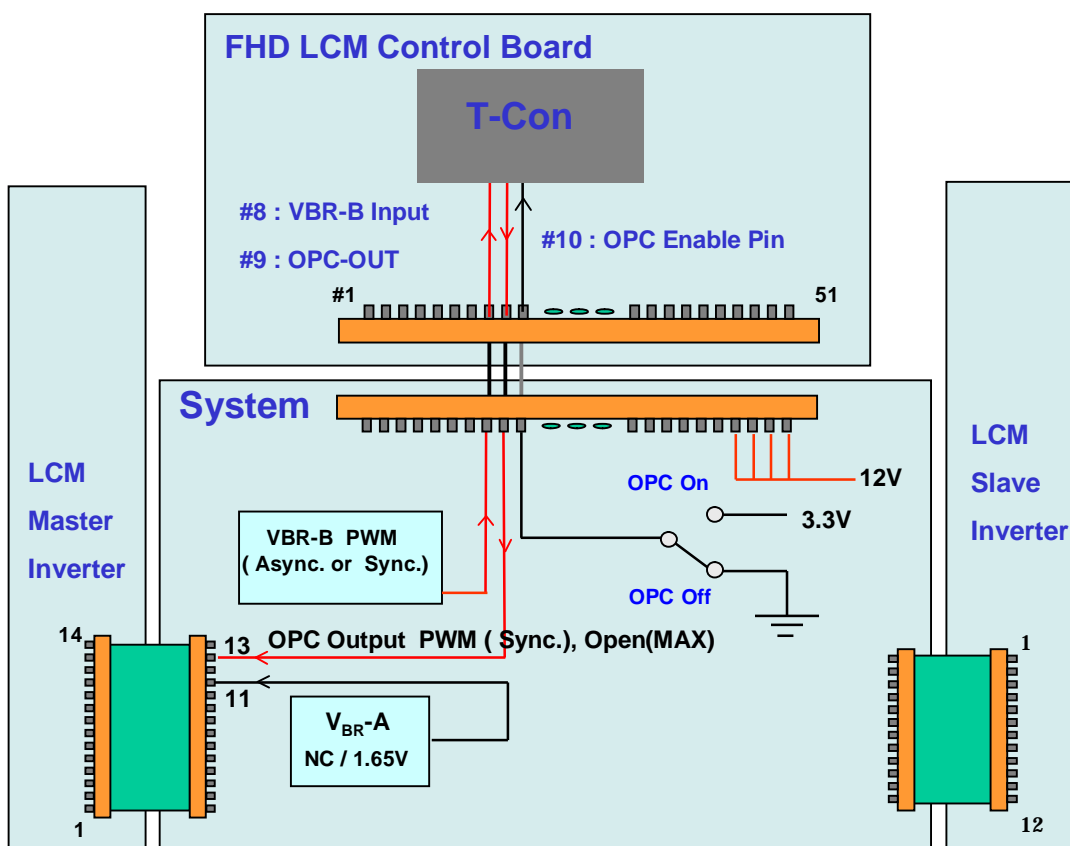 FHD LCM Control Board
T-Con
#8 : VBR-B Input
#9 : OPC-OUT
#10 : OPC Enable Pin
#1
51
System
LCM
Master
Inverter
LCM
Slave
Inverter
OPC On
12V
3.3V
VBR-B PWM
( Async. or Sync.)
OPC Off
OPC Output PWM ( Sync.), Open(MAX)
14
13
11
1
VBR-A
NC / 1.65V
1
12